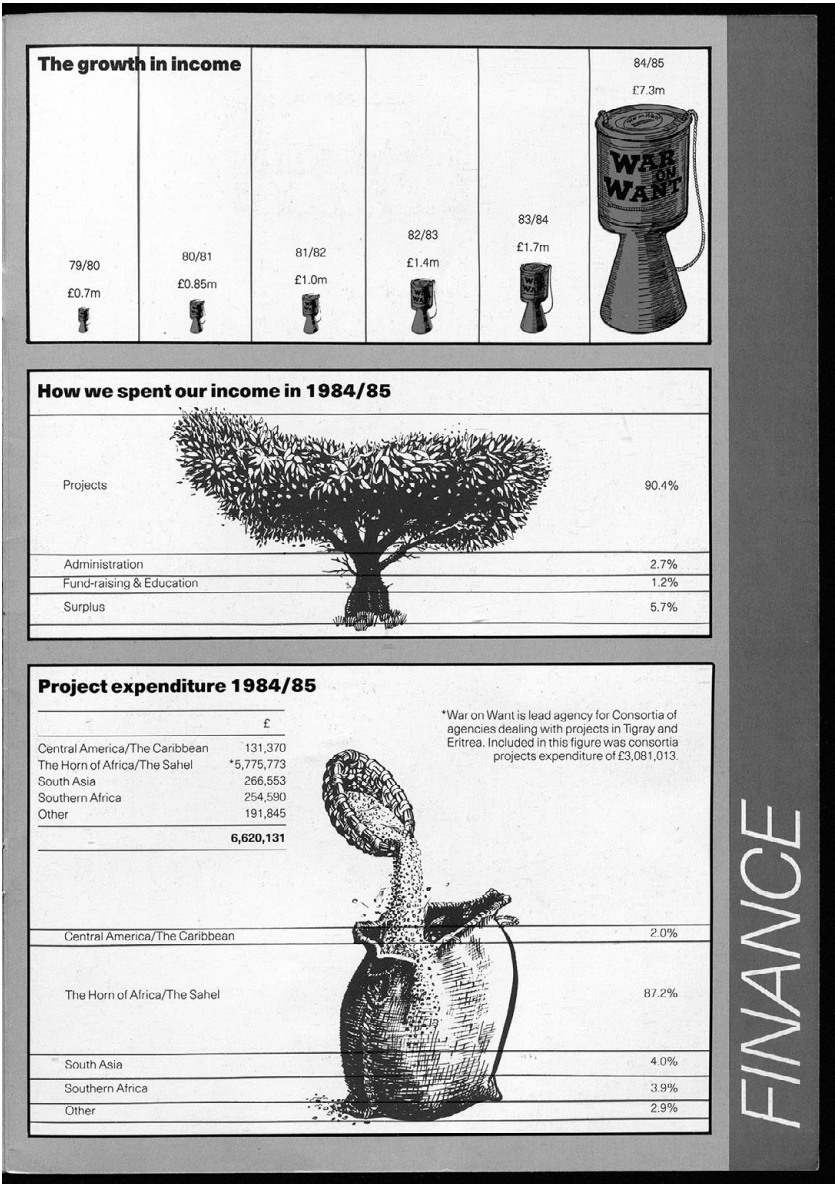 The growth in income
79/80
£0.7m
80/81
£0.85m
81/82
£1.0m
82/83
£1.4m
83/84
£1.7m
84/85
£7.3m
WAR
ON
WANT
How we spent our income in 1984/85
Projects 90.4%
Administration 2.7%
Fund-raising & Education 1.2%
Surplus 5.7%
Project expenditure 1984/85
£
Central America/The Caribbean 131,370
The Horn of Africa/The Sahel *5,775,773
South Asia 266,553
Southern Africa 254,590
Other 191,845
6,620,131
*War on Want is lead agency for Consortia of
agencies dealing with projects in Tigray and
Eritrea. Included in this figure was consortia
projects expenditure of £3,081,013.
Central America/The Caribbean 2.0%
The Horn of Africa/The Sahel 87.2%
South Asia 4.0%
Southern Africa 3.9%
Other 2.9%
FINANCE